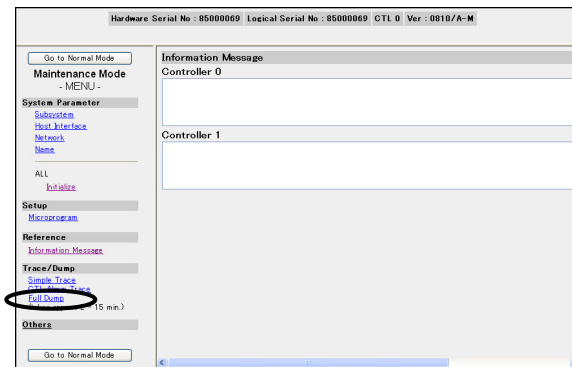 Hardware Serial No : 85000069 Logical Serial No : 85000069 CTL 0 Ver : 0810/A-M
Go to Normal Mode
Maintenance Mode
- MENU -
System Parameter
Subsystem
Host Interface
Network
Name
ALL
Initialize
Setup
Microprogram
Reference
Information Message
Trace/Dump
Simple Trace
Trace
Full Dump
15 min.)
Others
Go to Normal Mode
Information Message
Controller 0
Controller 1